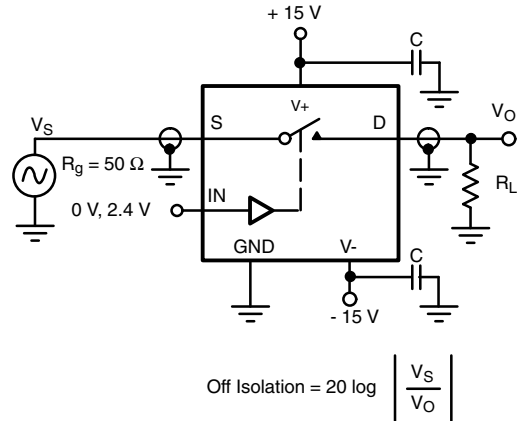 + 15 V
C
V+
VS
S
D
VO
Rg = 50 Ω
RL
IN
0 V, 2.4 V
GND
V-
C
- 15 V
Off Isolation = 20 log | VS / VO |